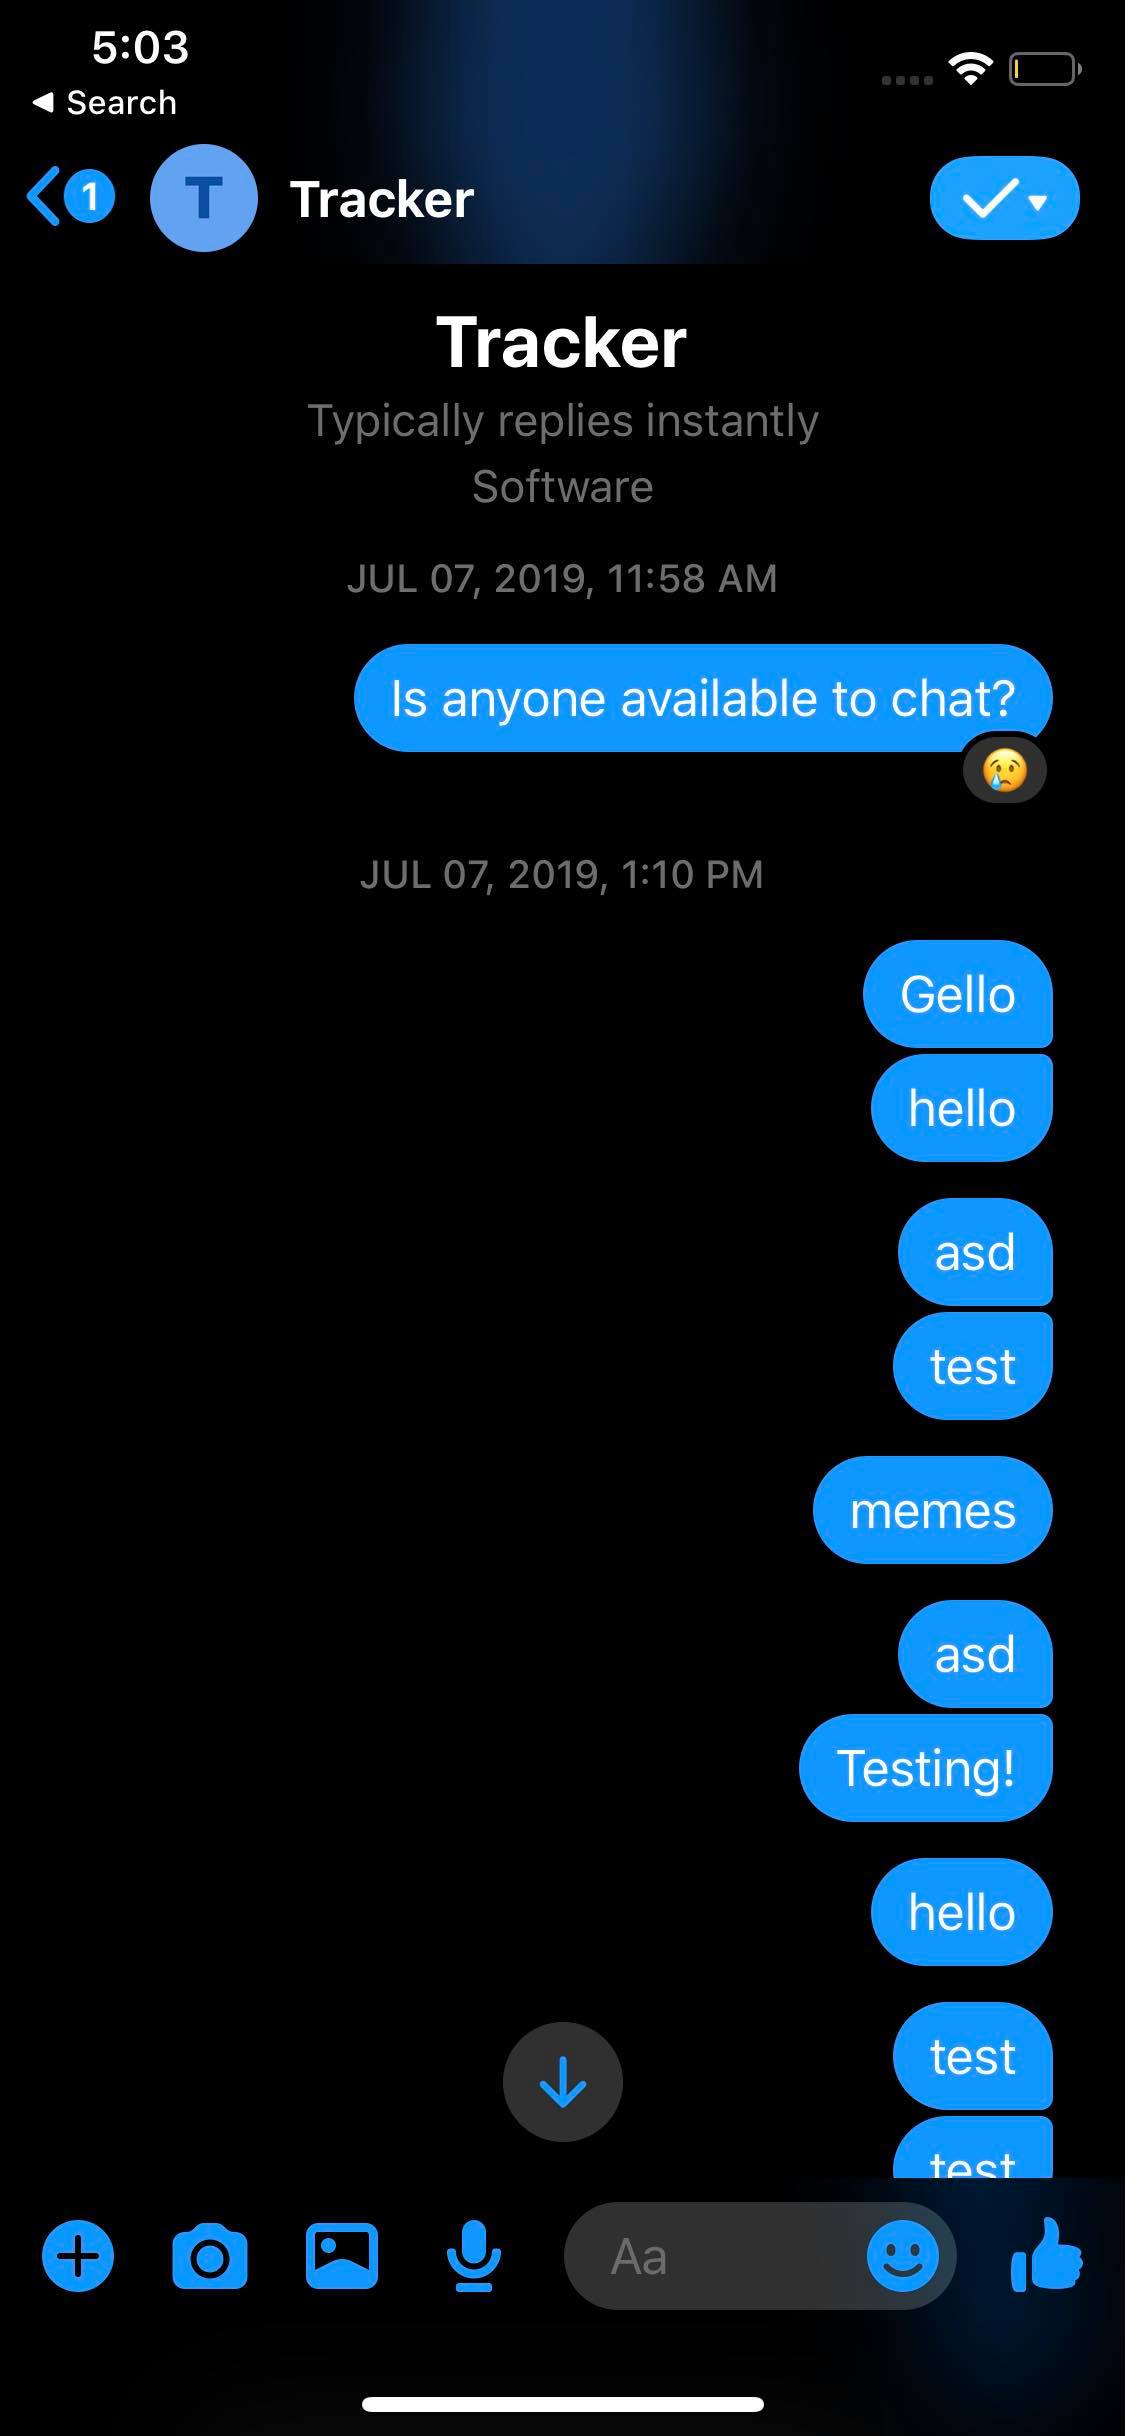 5:03
Search
1
T
Tracker
Tracker
Typically replies instantly
Software
JUL 07, 2019, 11:58 AM
Is anyone available to chat?
JUL 07, 2019, 1:10 PM
Gello
hello
asd
test
memes
asd
Testing!
hello
test
test
Aa